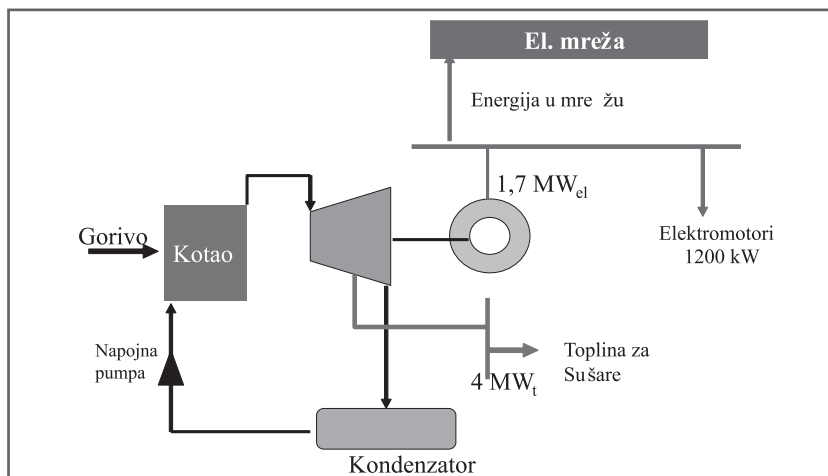 El. mreža
Energija u mre žu
1,7 MWel
Gorivo
Kotao
Elektromotori
1200 kW
Napojna
pumpa
Toplina za
Sušare
4 MWt
Kondenzator